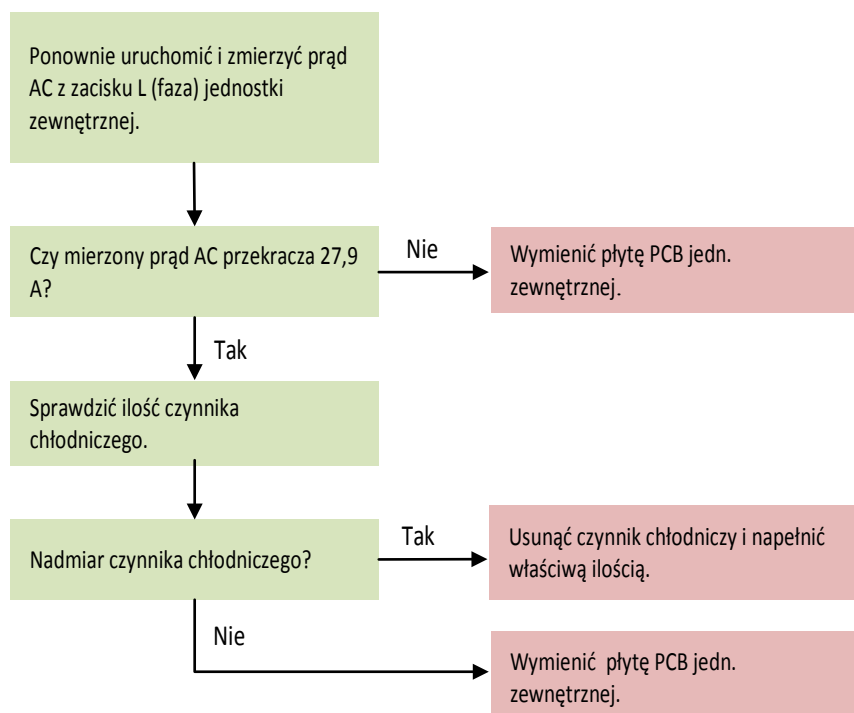 Ponownie uruchomić i zmierzyć prąd
AC z zacisku L (faza) jednostki
zewnętrznej.
Czy mierzony prąd AC przekracza 27,9
A?
Nie
Wymienić płytę PCB jedn.
zewnętrznej.
Tak
Sprawdzić ilość czynnika
chłodniczego.
Nadmiar czynnika chłodniczego?
Tak
Usunąć czynnik chłodniczy i napełnić
właściwą ilością.
Nie
Wymienić płytę PCB jedn.
zewnętrznej.